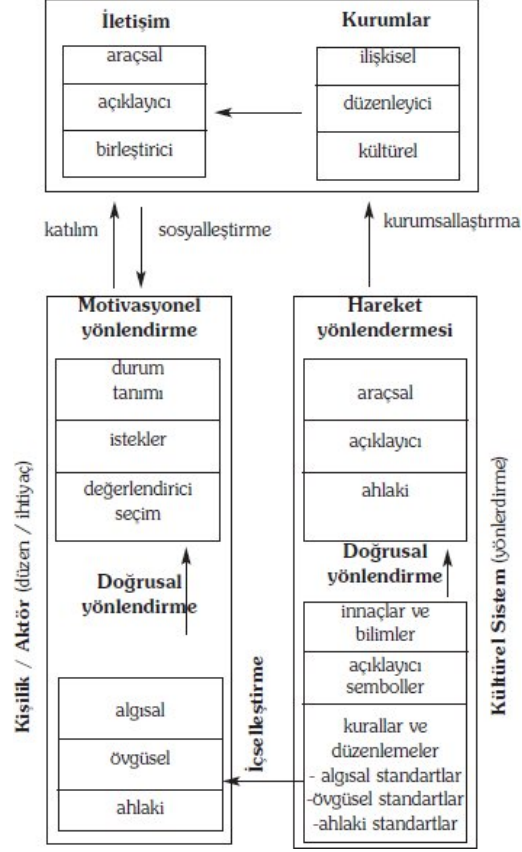 İletişim
araçsal
açıklayıcı
birleştirici
Kurumlar
ilişkisel
düzenleyici
kültürel
katılım
sosyalleştirme
kurumsallaştırma
Kişilik / Aktör (düzen / ihtiyaç)
Motivasyonel
yönlendirme
durum
tanımı
istekler
değerlendirici
seçim
Doğrusal
yönlendirme
algısal
övgüsel
ahlaki
İçselleştirme
Hareket
yönlendermesi
araçsal
açıklayıcı
ahlaki
Doğrusal
yönlendirme
innaçlar ve
bilimler
açıklayıcı
semboller
kurallar ve
düzenlemeler
- algısal standartlar
-övgüsel standartlar
-ahlaki standartlar
Kültürel Sistem (yönlerdirme)